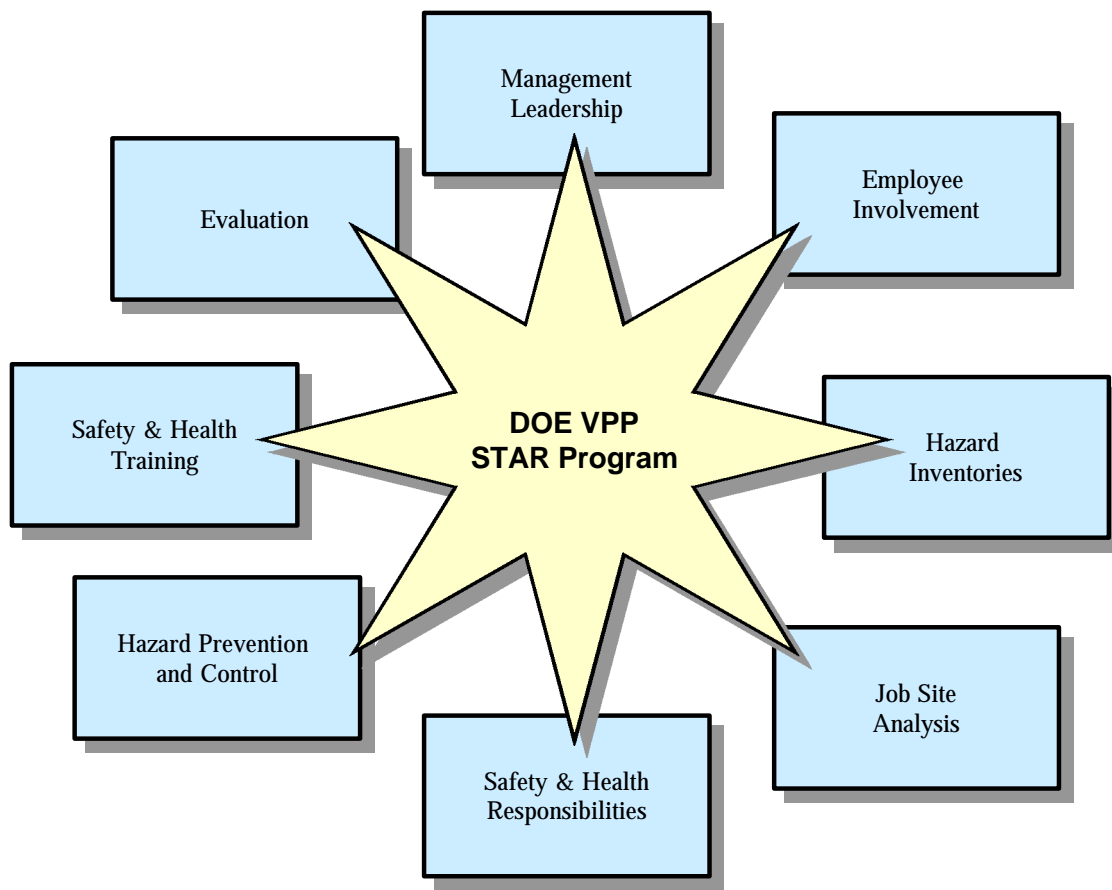 Management
Leadership
Employee
Involvement
Evaluation
Safety & Health
Training
DOE VPP
STAR Program
Hazard
Inventories
Hazard Prevention
and Control
Job Site
Analysis
Safety & Health
Responsibilities